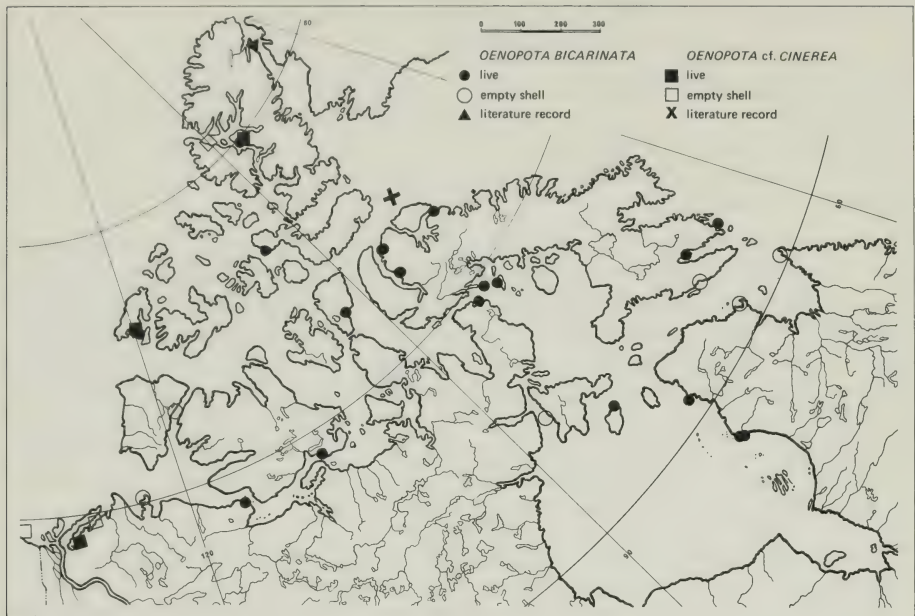 0 100 200 300
OENOPOTA BICARINATA
● live
○ empty shell
▲ literature record
OENOPOTA cf. CINEREA
■ live
□ empty shell
X literature record
80
60
120
90